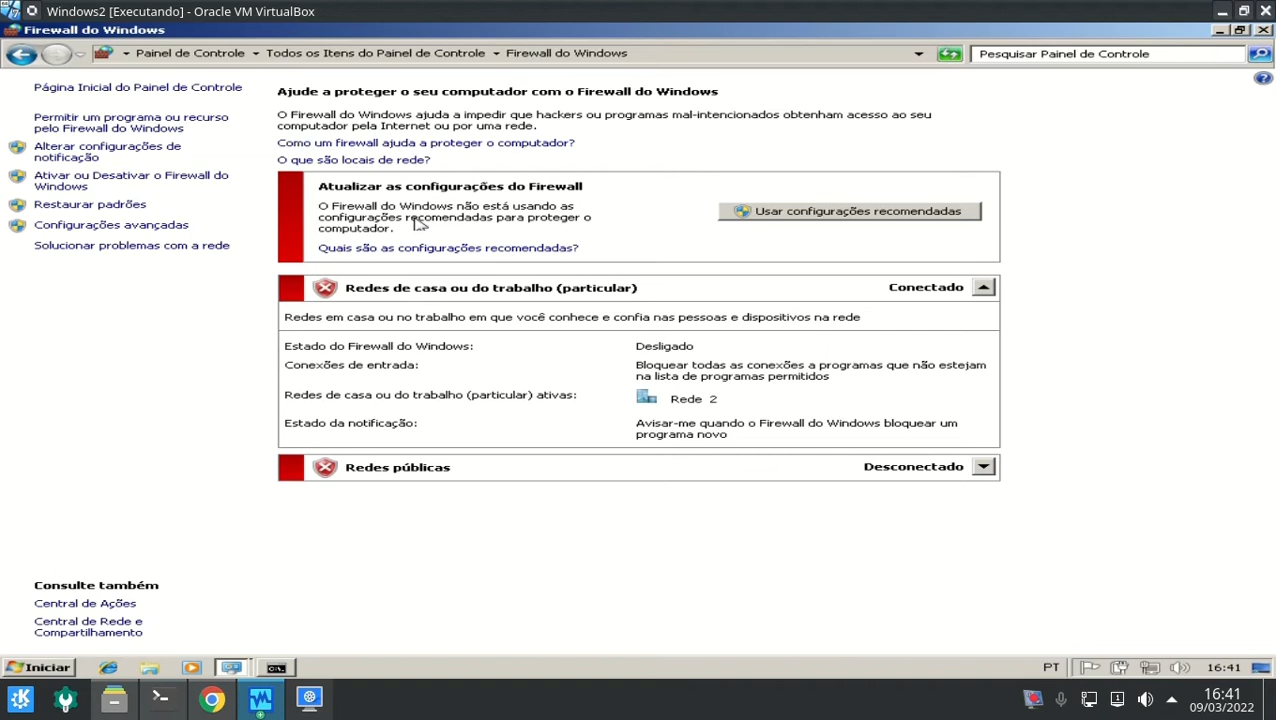 Windows2 [Executando] - Oracle VM VirtualBox
Firewall do Windows
Painel de Controle
Todos os Itens do Painel de Controle
Firewall do Windows
Pesquisar Painel de Controle
Página Inicial do Painel de Controle
Permitir um programa ou recurso
pelo Firewall do Windows
Alterar configurações de
notificação
Ativar ou Desativar o Firewall do
Windows
Restaurar padrões
Configurações avançadas
Solucionar problemas com a rede
Ajude a proteger o seu computador com o Firewall do Windows
O Firewall do Windows ajuda a impedir que hackers ou programas mal-intencionados obtenham acesso ao seu
computador pela Internet ou por uma rede.
Como um firewall ajuda a proteger o computador?
O que são locais de rede?
Atualizar as configurações do Firewall
O Firewall do Windows não está usando as
configurações recomendadas para proteger o
computador.
Usar configurações recomendadas
Quais são as configurações recomendadas?
Redes de casa ou do trabalho (particular)
Conectado
Redes em casa ou no trabalho em que você conhece e confia nas pessoas e dispositivos na rede
Estado do Firewall do Windows:
Desligado
Conexões de entrada:
Bloquear todas as conexões a programas que não estejam
na lista de programas permitidos
Redes de casa ou do trabalho (particular) ativas:
Rede 2
Estado da notificação:
Avisar-me quando o Firewall do Windows bloquear um
programa novo
Redes públicas
Desconectado
Consulte também
Central de Ações
Central de Rede e
Compartilhamento
Iniciar
PT
16:41
16:41
09/03/2022